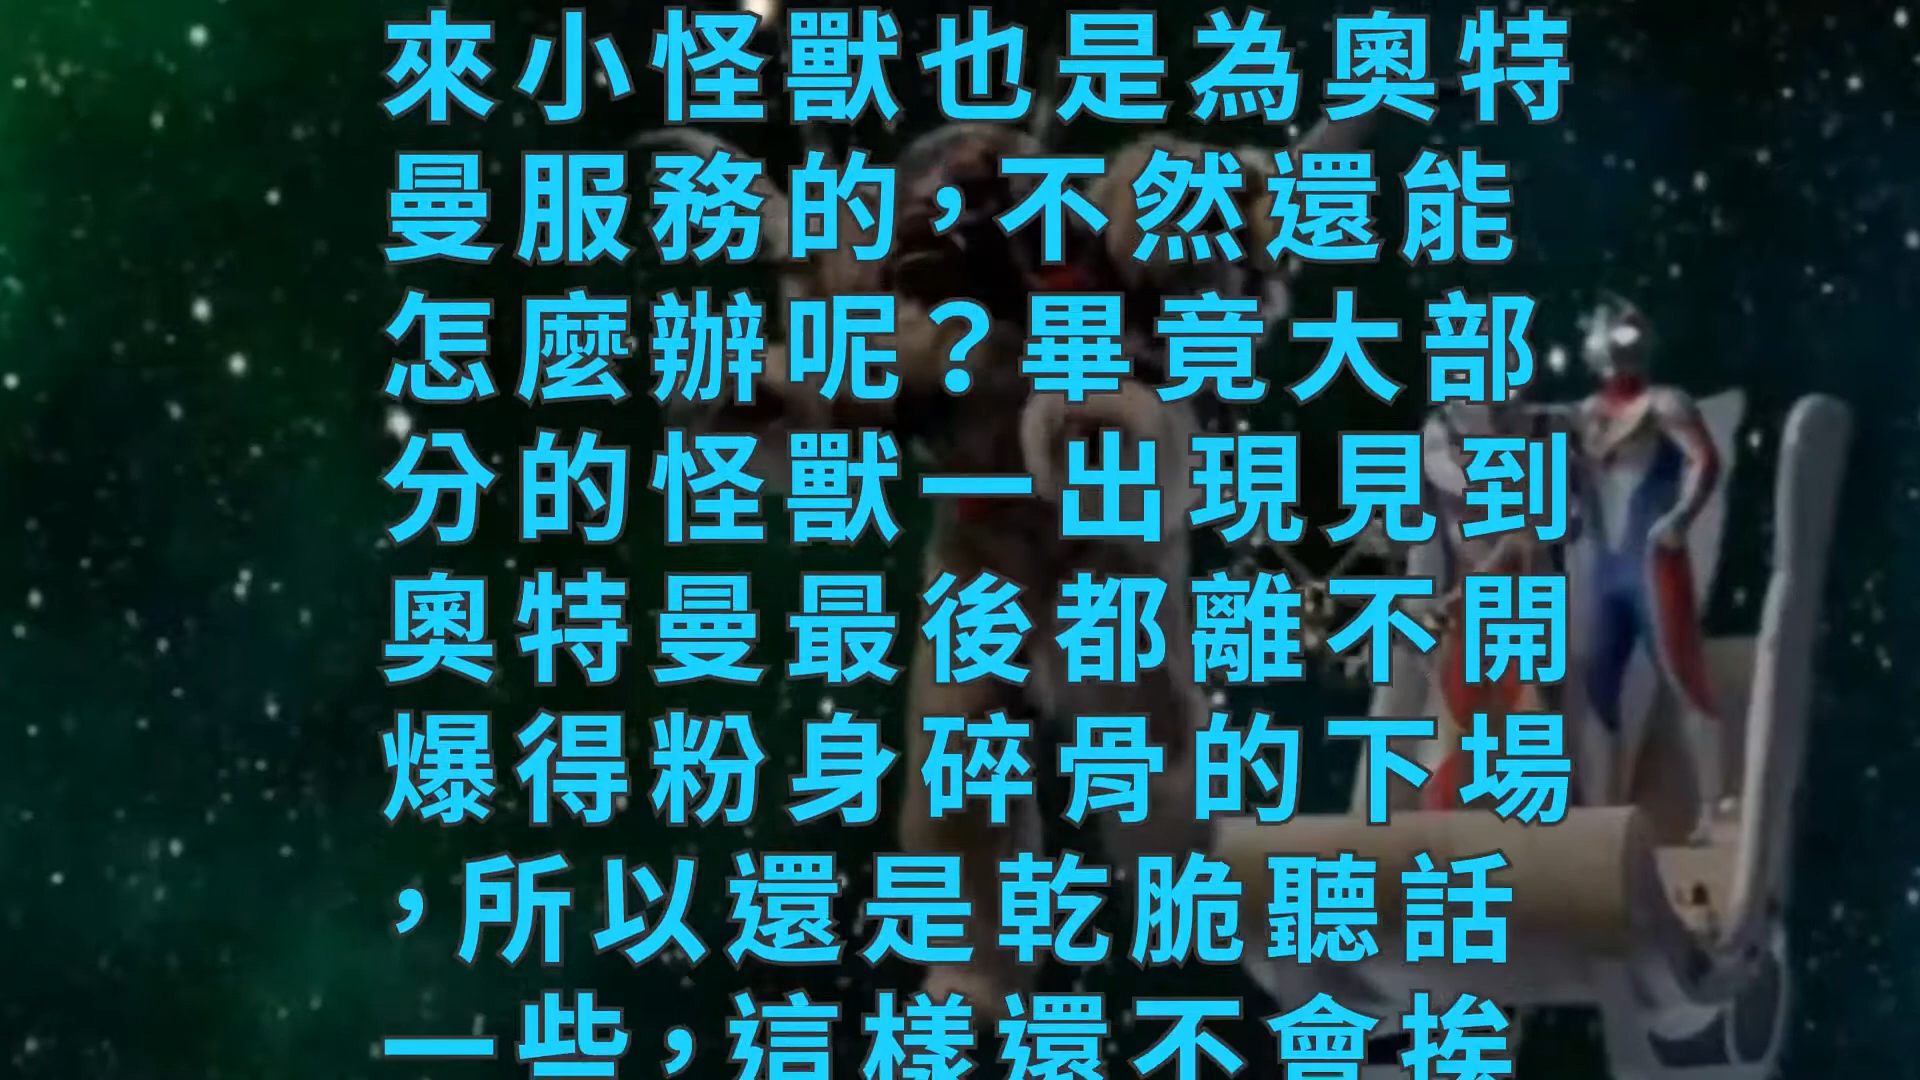 來小怪獸也是為奧特
曼服務的,不然還能
怎麼辦呢?畢竟大部
分的怪獸一出現見到
奧特曼最後都離不開
爆得粉身碎骨的下場
,所以還是乾脆聽話
一些,這樣還不會挨